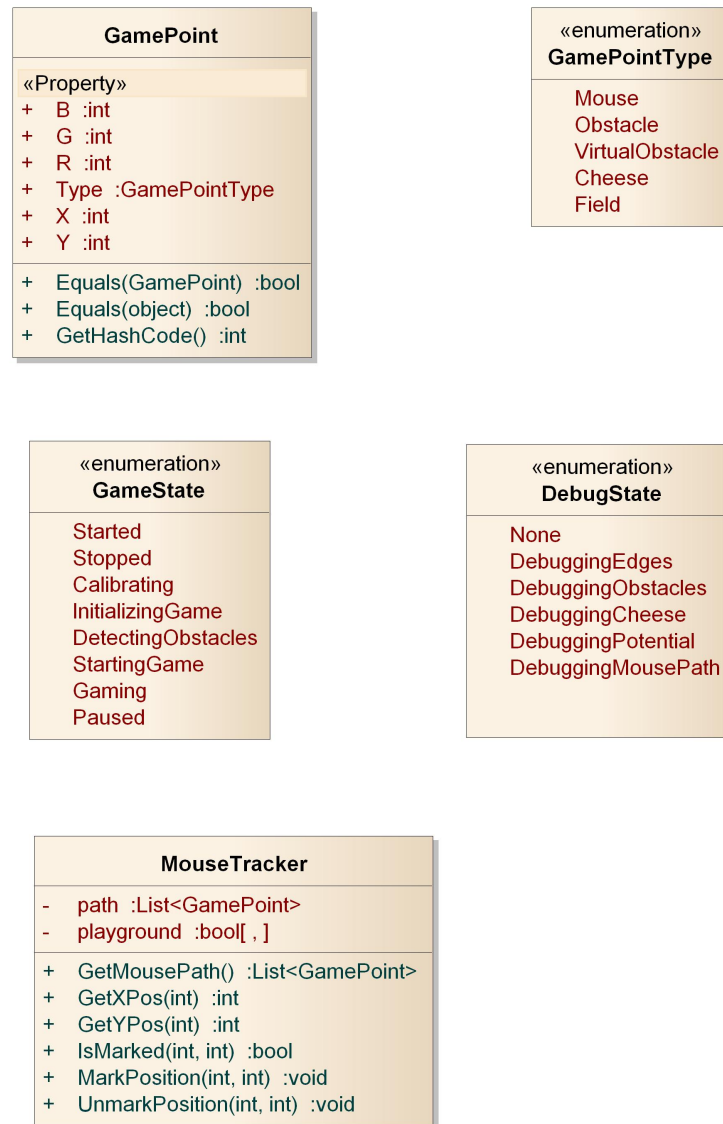 GamePoint
«Property»
+ B :int
+ G :int
+ R :int
+ Type :GamePointType
+ X :int
+ Y :int
+ Equals(GamePoint) :bool
+ Equals(object) :bool
+ GetHashCode() :int
«enumeration»
GamePointType
Mouse
Obstacle
VirtualObstacle
Cheese
Field
«enumeration»
GameState
Started
Stopped
Calibrating
InitializingGame
DetectingObstacles
StartingGame
Gaming
Paused
«enumeration»
DebugState
None
DebuggingEdges
DebuggingObstacles
DebuggingCheese
DebuggingPotential
DebuggingMousePath
MouseTracker
- path :List<GamePoint>
- playground :bool[ , ]
+ GetMousePath() :List<GamePoint>
+ GetXPos(int) :int
+ GetYPos(int) :int
+ IsMarked(int, int) :bool
+ MarkPosition(int, int) :void
+ UnmarkPosition(int, int) :void